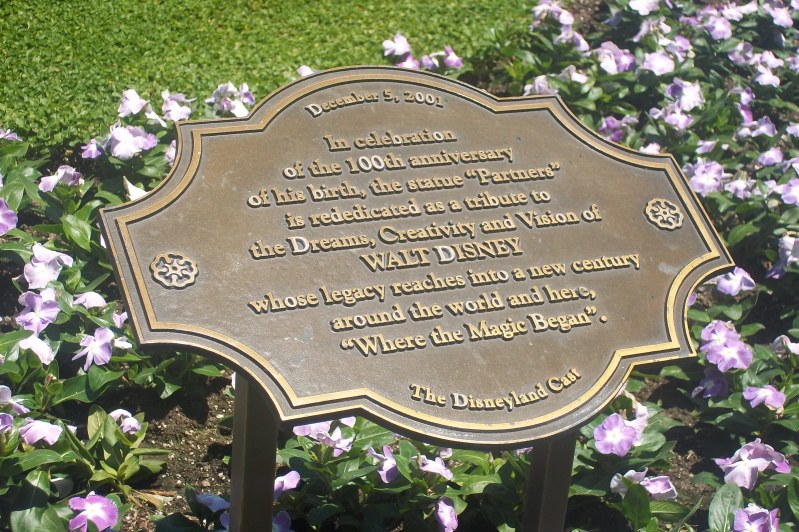 December 5, 2001
In celebration
of the 100th anniversary
of his birth, the statue "Partners"
is rededicated as a tribute to
the Dreams, Creativity and Vision of
WALT DISNEY
whose legacy reaches into a new century
around the world and here,
"Where the Magic Began".
The Disneyland Cast